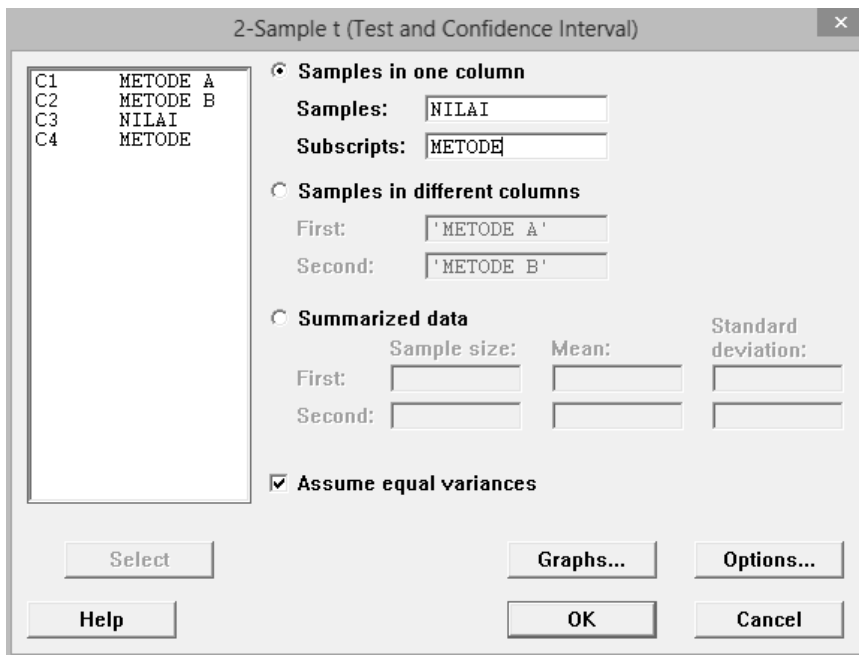 2-Sample t (Test and Confidence Interval)
×
C1 METODE A
C2 METODE B
C3 NILAI
C4 METODE
Samples in one column
Samples: NILAI
Subscripts: METODE
Samples in different columns
First: 'METODE A'
Second: 'METODE B'
Summarized data
Sample size: Mean: Standard deviation:
First:
Second:
Assume equal variances
Select Graphs... Options...
Help OK Cancel